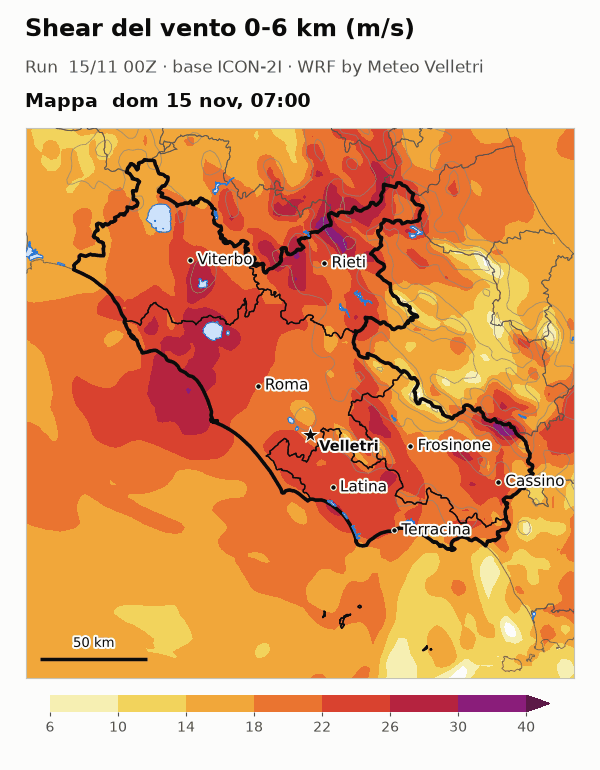 Shear del vento 0-6 km (m/s)
Run  15/11 00Z · base ICON-2I · WRF by Meteo Velletri
Mappa  dom 15 nov, 07:00
Viterbo
Rieti
Roma
Velletri
Frosinone
Latina
Cassino
Terracina
50 km
6 10 14 18 22 26 30 40